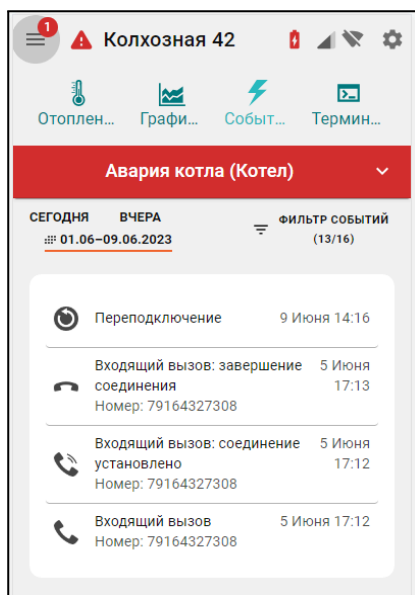 1
Колхозная 42
Отоплен... Графи... Событ... Термин...
Авария котла (Котел)
СЕГОДНЯ ВЧЕРА
01.06–09.06.2023
ФИЛЬТР СОБЫТИЙ
(13/16)
Переподключение 9 Июня 14:16
Входящий вызов: завершение 5 Июня
соединения 17:13
Номер: 79164327308
Входящий вызов: соединение 5 Июня
установлено 17:12
Номер: 79164327308
Входящий вызов 5 Июня 17:12
Номер: 79164327308